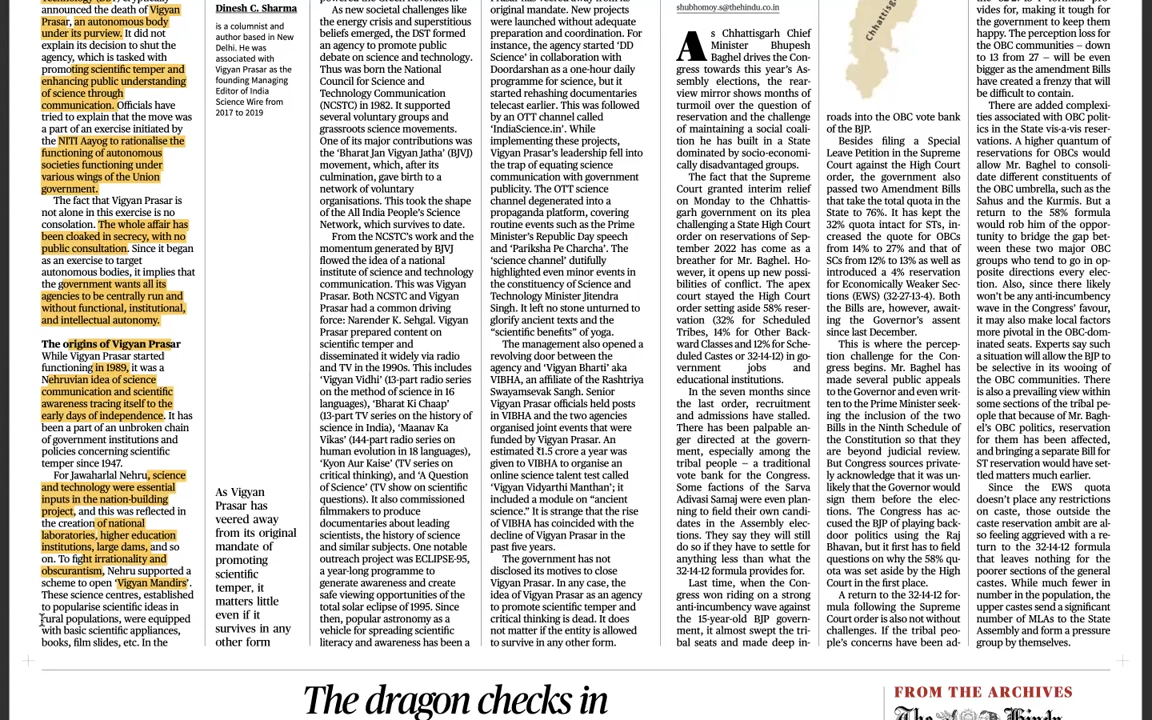 announced the death of Vigyan
Prasar, an autonomous body
under its purview. It did not
explain its decision to shut the
agency, which is tasked with
promoting scientific temper and
enhancing public understanding
of science through
communication. Officials have
tried to explain that the move was
a part of an exercise initiated by
the NITI Aayog to rationalise the
functioning of autonomous
societies functioning under
various wings of the Union
government.
The fact that Vigyan Prasar is
not alone in this exercise is no
consolation. The whole affair has
been cloaked in secrecy, with no
public consultation. Since it began
as an exercise to target
autonomous bodies, it implies that
the government wants all its
agencies to be centrally run and
without functional, institutional,
and intellectual autonomy.
The origins of Vigyan Prasar
While Vigyan Prasar started
functioning in 1989, it was a
Nehruvian idea of science
communication and scientific
awareness tracing itself to the
early days of independence. It has
been a part of an unbroken chain
of government institutions and
policies concerning scientific
temper since 1947.
For Jawaharlal Nehru, science
and technology were essential
inputs in the nation-building
project, and this was reflected in
the creation of national
laboratories, higher education
institutions, large dams, and so
on. To fight irrationality and
obscurantism, Nehru supported a
scheme to open ‘Vigyan Mandirs’.
These science centres, established
to popularise scientific ideas in
rural populations, were equipped
with basic scientific appliances,
books, film slides, etc. In the
Dinesh C. Sharma
is a columnist and
author based in New
Delhi. He was
associated with
Vigyan Prasar as the
founding Managing
Editor of India
Science Wire from
2017 to 2019
As Vigyan
Prasar has
veered away
from its original
mandate of
promoting
scientific
temper, it
matters little
even if it
survives in any
other form
As new societal challenges like
the energy crisis and superstitious
beliefs emerged, the DST formed
an agency to promote public
debate on science and technology.
Thus was born the National
Council for Science and
Technology Communication
(NCSTC) in 1982. It supported
several voluntary groups and
grassroots science movements.
One of its major contributions was
the ‘Bharat Jan Vigyan Jatha’ (BJVJ)
movement, which, after its
culmination, gave birth to a
network of voluntary
organisations. This took the shape
of the All India People’s Science
Network, which survives to date.
From the NCSTC’s work and the
momentum generated by BJVJ
flowed the idea of a national
institute of science and technology
communication. This was Vigyan
Prasar. Both NCSTC and Vigyan
Prasar had a common driving
force: Narender K. Sehgal. Vigyan
Prasar prepared content on
scientific temper and
disseminated it widely via radio
and TV in the 1990s. This includes
‘Vigyan Vidhi’ (13-part radio series
on the method of science in 16
languages), ‘Bharat Ki Chaap’
(13-part TV series on the history of
science in India), ‘Maanav Ka
Vikas’ (144-part radio series on
human evolution in 18 languages),
‘Kyon Aur Kaise’ (TV series on
critical thinking), and ‘A Question
of Science’ (TV show on scientific
questions). It also commissioned
filmmakers to produce
documentaries about leading
scientists, the history of science
and similar subjects. One notable
outreach project was ECLIPSE-95,
a year-long programme to
generate awareness and create
safe viewing opportunities of the
total solar eclipse of 1995. Since
then, popular astronomy as a
vehicle for spreading scientific
literacy and awareness has been a
original mandate. New projects
were launched without adequate
preparation and coordination. For
instance, the agency started ‘DD
Science’ in collaboration with
Doordarshan as a one-hour daily
programme for science, but it
started rehashing documentaries
telecast earlier. This was followed
by an OTT channel called
‘IndiaScience.in’. While
implementing these projects,
Vigyan Prasar’s leadership fell into
the trap of equating science
communication with government
publicity. The OTT science
channel degenerated into a
propaganda platform, covering
routine events such as the Prime
Minister’s Republic Day speech
and ‘Pariksha Pe Charcha’. The
‘science channel’ dutifully
highlighted even minor events in
the constituency of Science and
Technology Minister Jitendra
Singh. It left no stone unturned to
glorify ancient texts and the
“scientific benefits” of yoga.
The management also opened a
revolving door between the
agency and ‘Vigyan Bharti’ aka
VIBHA, an affiliate of the Rashtriya
Swayamsevak Sangh. Senior
Vigyan Prasar officials held posts
in VIBHA and the two agencies
organised joint events that were
funded by Vigyan Prasar. An
estimated ₹1.5 crore a year was
given to VIBHA to organise an
online science talent test called
‘Vigyan Vidyarthi Manthan’; it
included a module on “ancient
science.” It is strange that the rise
of VIBHA has coincided with the
decline of Vigyan Prasar in the
past five years.
The government has not
disclosed its motives to close
Vigyan Prasar. In any case, the
idea of Vigyan Prasar as an agency
to promote scientific temper and
critical thinking is dead. It does
not matter if the entity is allowed
to survive in any other form.
shubhomoy.s@thehindu.co.in
As Chhattisgarh Chief
Minister Bhupesh
Baghel drives the Con-
gress towards this year’s As-
sembly elections, the rear-
view mirror shows months of
turmoil over the question of
reservation and the challenge
of maintaining a social coali-
tion he has built in a State
dominated by socio-economi-
cally disadvantaged groups.
The fact that the Supreme
Court granted interim relief
on Monday to the Chhattis-
garh government on its plea
challenging a State High Court
order on reservations of Sep-
tember 2022 has come as a
breather for Mr. Baghel. Ho-
wever, it opens up new possi-
bilities of conflict. The apex
court stayed the High Court
order setting aside 58% reser-
vation (32% for Scheduled
Tribes, 14% for Other Back-
ward Classes and 12% for Sche-
duled Castes or 32-14-12) in go-
vernment jobs and
educational institutions.
In the seven months since
the last order, recruitment
and admissions have stalled.
There has been palpable an-
ger directed at the govern-
ment, especially among the
tribal people – a traditional
vote bank for the Congress.
Some factions of the Sarva
Adivasi Samaj were even plan-
ning to field their own candi-
dates in the Assembly elec-
tions. They say they will still
do so if they have to settle for
anything less than what the
32-14-12 formula provides for.
Last time, when the Con-
gress won riding on a strong
anti-incumbency wave against
the 15-year-old BJP govern-
ment, it almost swept the tri-
bal seats and made deep in-
Chhattisga
roads into the OBC vote bank
of the BJP.
Besides filing a Special
Leave Petition in the Supreme
Court against the High Court
order, the government also
passed two Amendment Bills
that take the total quota in the
State to 76%. It has kept the
32% quota intact for STs, in-
creased the quote for OBCs
from 14% to 27% and that of
SCs from 12% to 13% as well as
introduced a 4% reservation
for Economically Weaker Sec-
tions (EWS) (32-27-13-4). Both
the Bills are, however, await-
ing the Governor’s assent
since last December.
This is where the percep-
tion challenge for the Con-
gress begins. Mr. Baghel has
made several public appeals
to the Governor and even writ-
ten to the Prime Minister seek-
ing the inclusion of the two
Bills in the Ninth Schedule of
the Constitution so that they
are beyond judicial review.
But Congress sources private-
ly acknowledge that it was un-
likely that the Governor would
sign them before the elec-
tions. The Congress has ac-
cused the BJP of playing back-
door politics using the Raj
Bhavan, but it first has to field
questions on why the 58% qu-
ota was set aside by the High
Court in the first place.
A return to the 32-14-12 for-
mula following the Supreme
Court order is also not without
challenges. If the tribal peo-
ple’s concerns have been ad-
vides for, making it tough for
the government to keep them
happy. The perception loss for
the OBC communities – down
to 13 from 27 – will be even
bigger as the amendment Bills
have created a frenzy that will
be difficult to contain.
There are added complexi-
ties associated with OBC polit-
ics in the State vis-a-vis reser-
vations. A higher quantum of
reservations for OBCs would
allow Mr. Baghel to consoli-
date different constituents of
the OBC umbrella, such as the
Sahus and the Kurmis. But a
return to the 58% formula
would rob him of the oppor-
tunity to bridge the gap bet-
ween these two major OBC
groups who tend to go in op-
posite directions every elec-
tion. Also, since there likely
won’t be any anti-incumbency
wave in the Congress’ favour,
it may also make local factors
more pivotal in the OBC-dom-
inated seats. Experts say such
a situation will allow the BJP to
be selective in its wooing of
the OBC communities. There
is also a prevailing view within
some sections of the tribal pe-
ople that because of Mr. Bagh-
el’s OBC politics, reservation
for them has been affected,
and bringing a separate Bill for
ST reservation would have set-
tled matters much earlier.
Since the EWS quota
doesn’t place any restrictions
on caste, those outside the
caste reservation ambit are al-
so feeling aggrieved with a re-
turn to the 32-14-12 formula
that leaves nothing for the
poorer sections of the general
castes. While much fewer in
number in the population, the
upper castes send a significant
number of MLAs to the State
Assembly and form a pressure
group by themselves.
The dragon checks in
FROM THE ARCHIVES